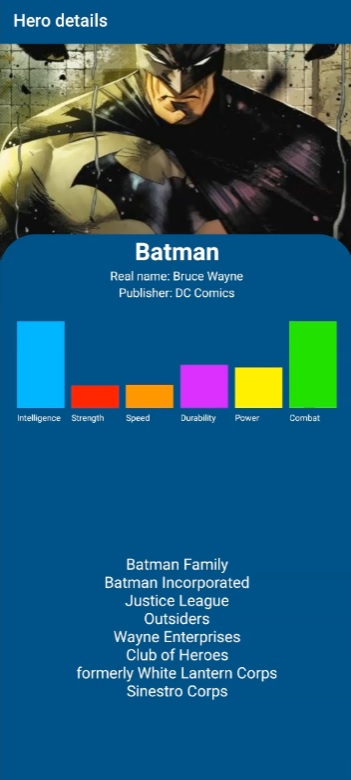 Hero details
Batman
Real name: Bruce Wayne
Publisher: DC Comics
Intelligence Strength Speed Durability Power Combat
Batman Family
Batman Incorporated
Justice League
Outsiders
Wayne Enterprises
Club of Heroes
formerly White Lantern Corps
Sinestro Corps